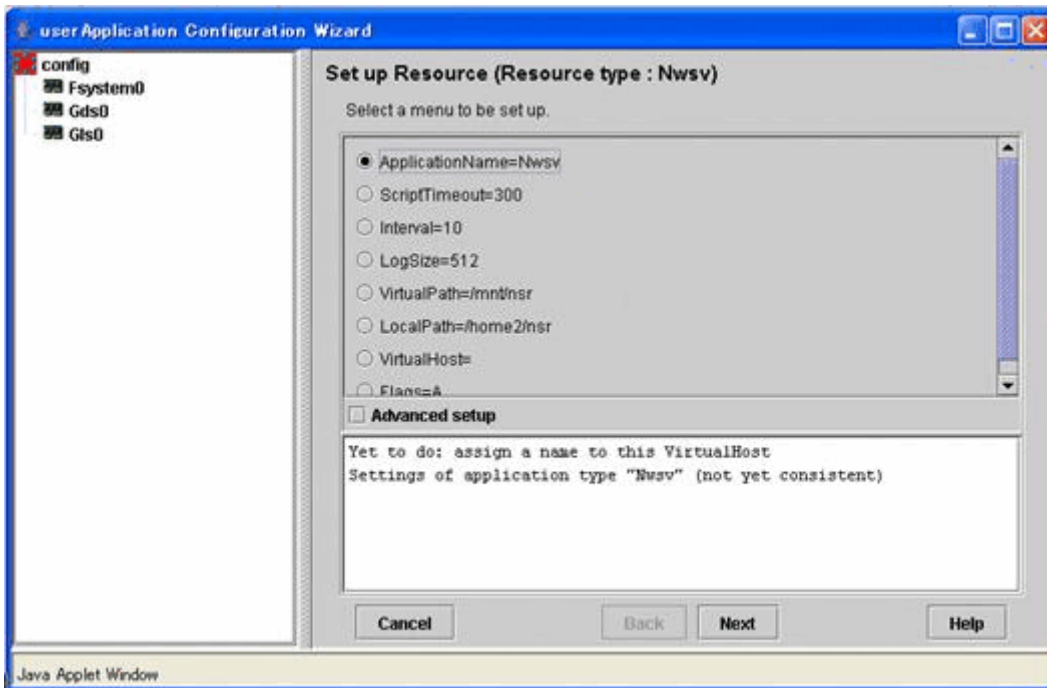 userApplication Configuration Wizard
config
Fsystem0
Gds0
Gls0
Set up Resource (Resource type : Nwsv)
Select a menu to be set up.
ApplicationName=Nwsv
ScriptTimeout=300
Interval=10
LogSize=512
VirtualPath=/mnt/nsr
LocalPath=/home2/nsr
VirtualHost=
Flags=A
Advanced setup
Yet to do: assign a name to this VirtualHost
Settings of application type "Nwsv" (not yet consistent)
Cancel
Back
Next
Help
Java Applet Window